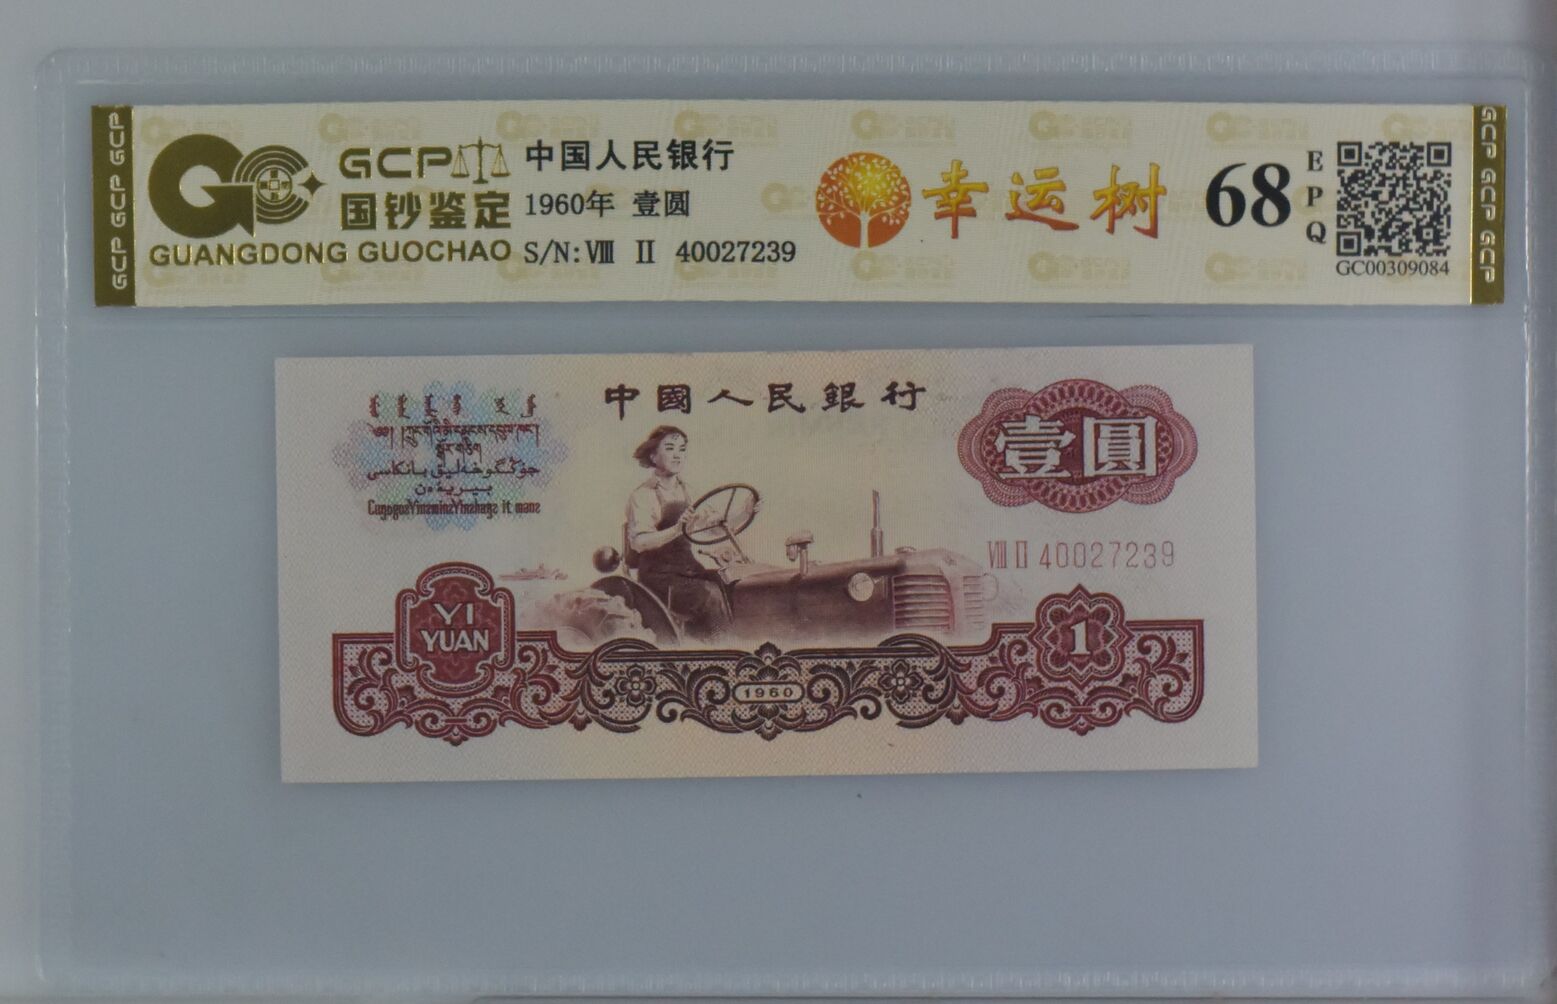 GCP GCP GCP
GCP
国钞鉴定
GUANGDONG GUOCHAO
中国人民银行
1960年 壹圆
S/N: Ⅷ Ⅱ 40027239
幸运树
68
EPQ
GC00309084
GCP GCP GCP
中國人民銀行
壹圓
Ⅷ Ⅱ 40027239
YI
YUAN
1960
1